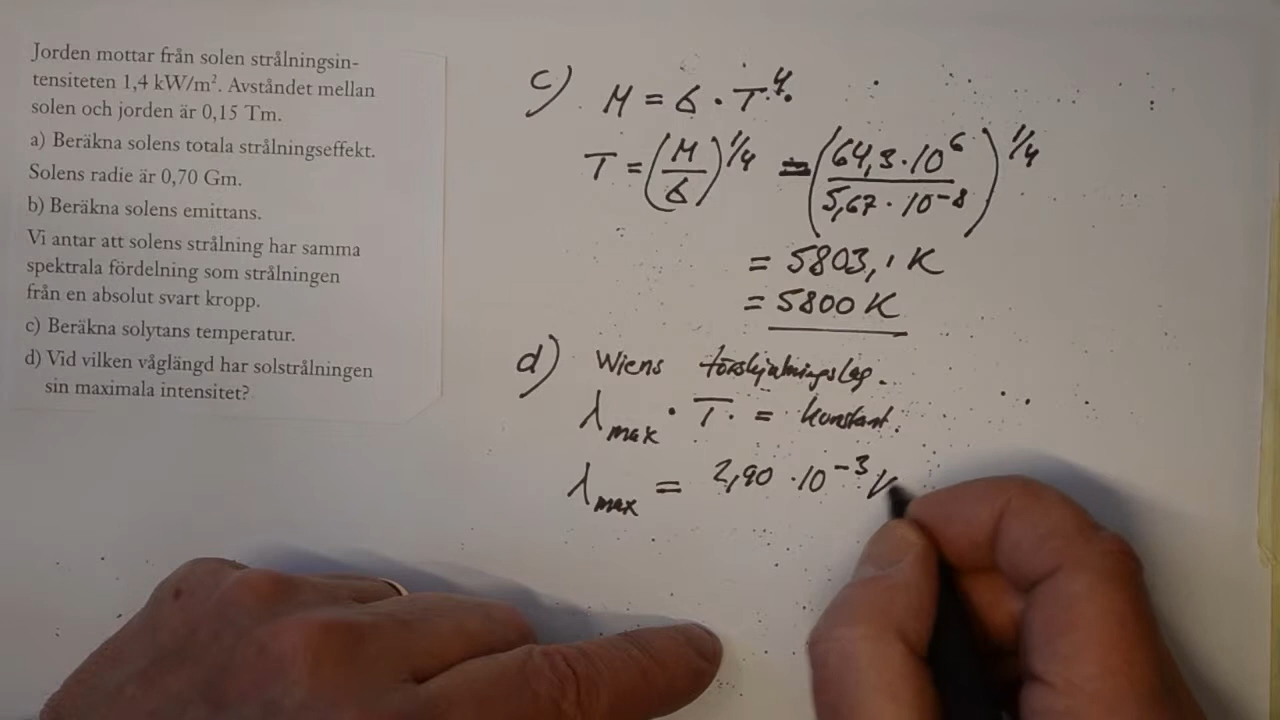 Jorden mottar från solen strålningsin-
tensiteten 1,4 kW/m². Avståndet mellan
solen och jorden är 0,15 Tm.
a) Beräkna solens totala strålningseffekt.
Solens radie är 0,70 Gm.
b) Beräkna solens emittans.
Vi antar att solens strålning har samma
spektrala fördelning som strålningen
från en absolut svart kropp.
c) Beräkna solytans temperatur.
d) Vid vilken våglängd har solstrålningen
sin maximala intensitet?
c) M = σ · T⁴
T = (M/σ)^1/4 = (64,3·10⁶/5,67·10⁻⁸)^1/4
= 5803,1 K
= 5800 K
d) Wiens förskjutningslag.
λmax · T = konstant.
λmax = 2,90 · 10⁻³